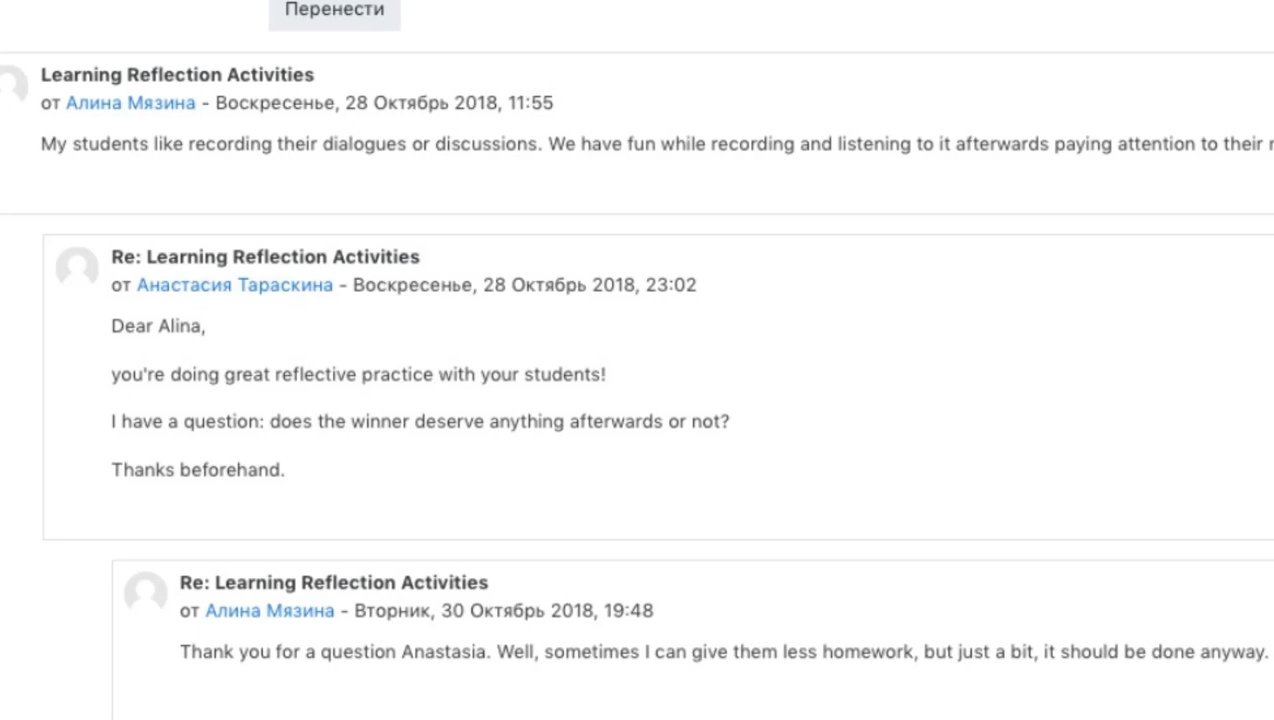 Перенести
Learning Reflection Activities
от Алина Мязина - Воскресенье, 28 Октябрь 2018, 11:55
My students like recording their dialogues or discussions. We have fun while recording and listening to it afterwards paying attention to their
Re: Learning Reflection Activities
от Анастасия Тараскина - Воскресенье, 28 Октябрь 2018, 23:02
Dear Alina,
you're doing great reflective practice with your students!
I have a question: does the winner deserve anything afterwards or not?
Thanks beforehand.
Re: Learning Reflection Activities
от Алина Мязина - Вторник, 30 Октябрь 2018, 19:48
Thank you for a question Anastasia. Well, sometimes I can give them less homework, but just a bit, it should be done anyway.